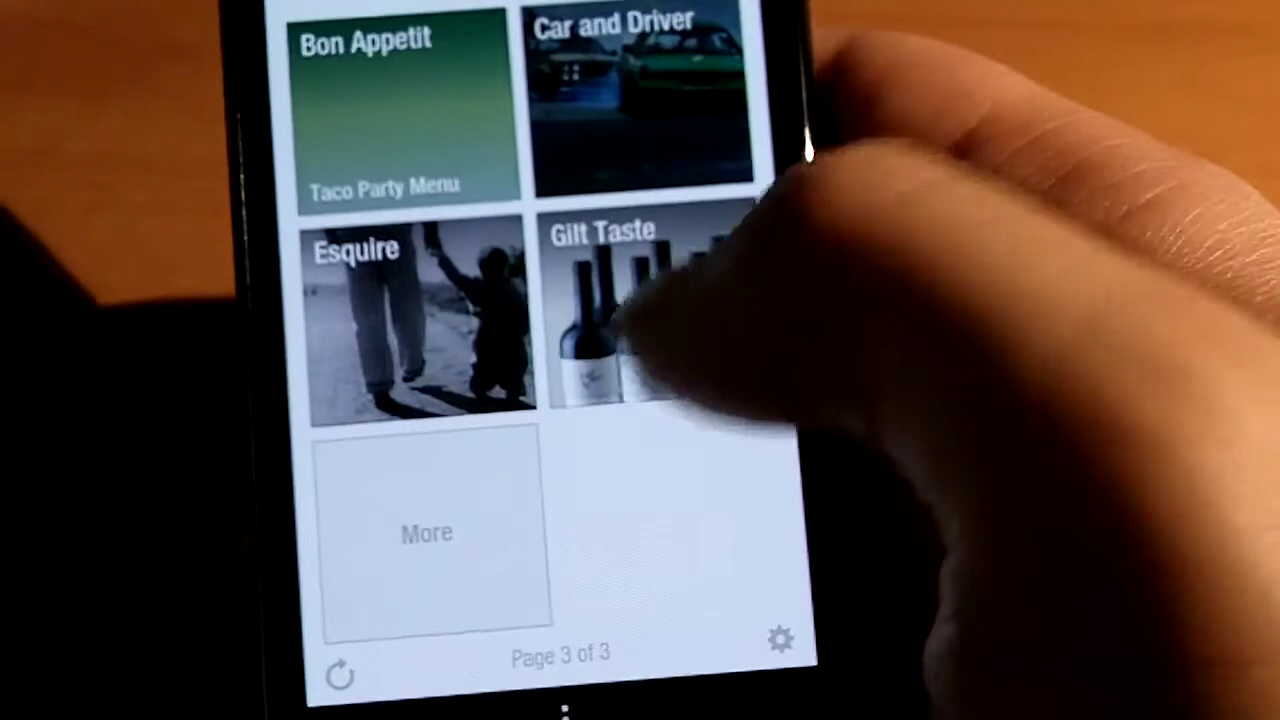 Bon Appetit
Car and Driver
Taco Party Menu
Esquire
Gilt Taste
More
Page 3 of 3